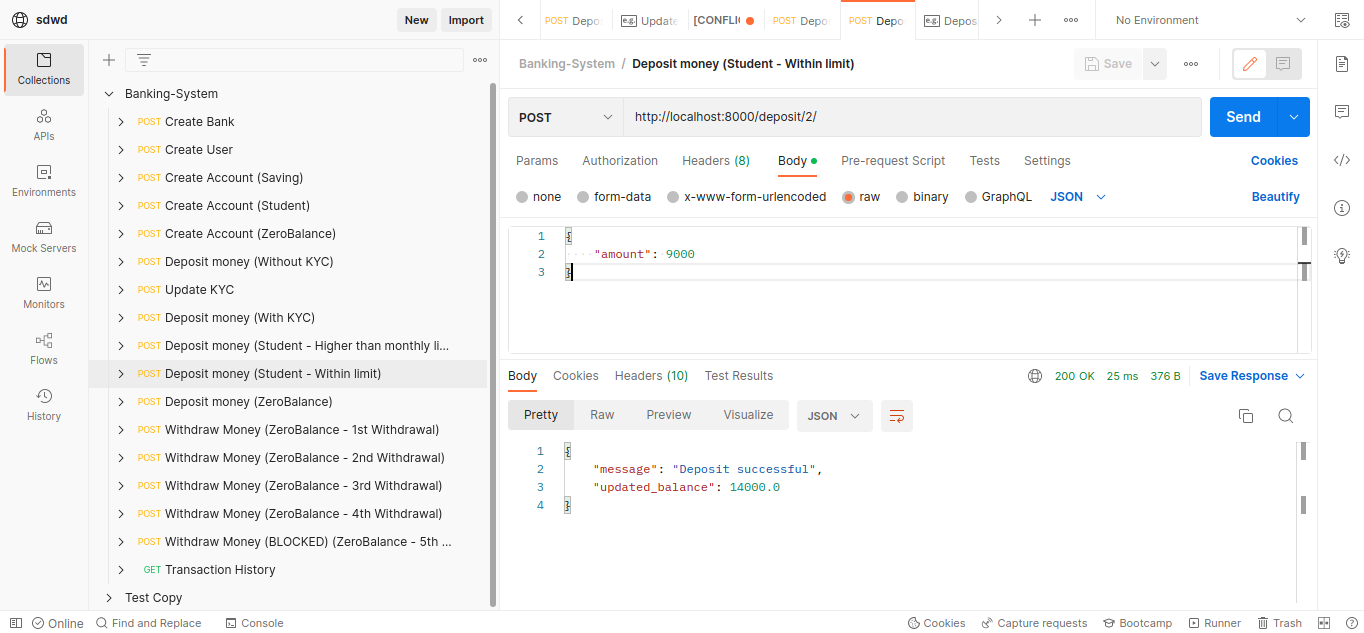 sdwd
New
Import
POST Depo
e.g. Update
[CONFLIC
POST Depo
POST Depo
e.g. Depos
No Environment
Collections
APIs
Environments
Mock Servers
Monitors
Flows
History
Banking-System
POST Create Bank
POST Create User
POST Create Account (Saving)
POST Create Account (Student)
POST Create Account (ZeroBalance)
POST Deposit money (Without KYC)
POST Update KYC
POST Deposit money (With KYC)
POST Deposit money (Student - Higher than monthly li...
POST Deposit money (Student - Within limit)
POST Deposit money (ZeroBalance)
POST Withdraw Money (ZeroBalance - 1st Withdrawal)
POST Withdraw Money (ZeroBalance - 2nd Withdrawal)
POST Withdraw Money (ZeroBalance - 3rd Withdrawal)
POST Withdraw Money (ZeroBalance - 4th Withdrawal)
POST Withdraw Money (BLOCKED) (ZeroBalance - 5th ...
GET Transaction History
Test Copy
Banking-System / Deposit money (Student - Within limit)
Save
POST
http://localhost:8000/deposit/2/
Send
Params Authorization Headers (8) Body Pre-request Script Tests Settings Cookies
none form-data x-www-form-urlencoded raw binary GraphQL JSON Beautify
1 {
2 "amount": 9000
3 }
Body Cookies Headers (10) Test Results 200 OK 25 ms 376 B Save Response
Pretty Raw Preview Visualize JSON
1 {
2 "message": "Deposit successful",
3 "updated_balance": 14000.0
4 }
Online Find and Replace Console Cookies Capture requests Bootcamp Runner Trash